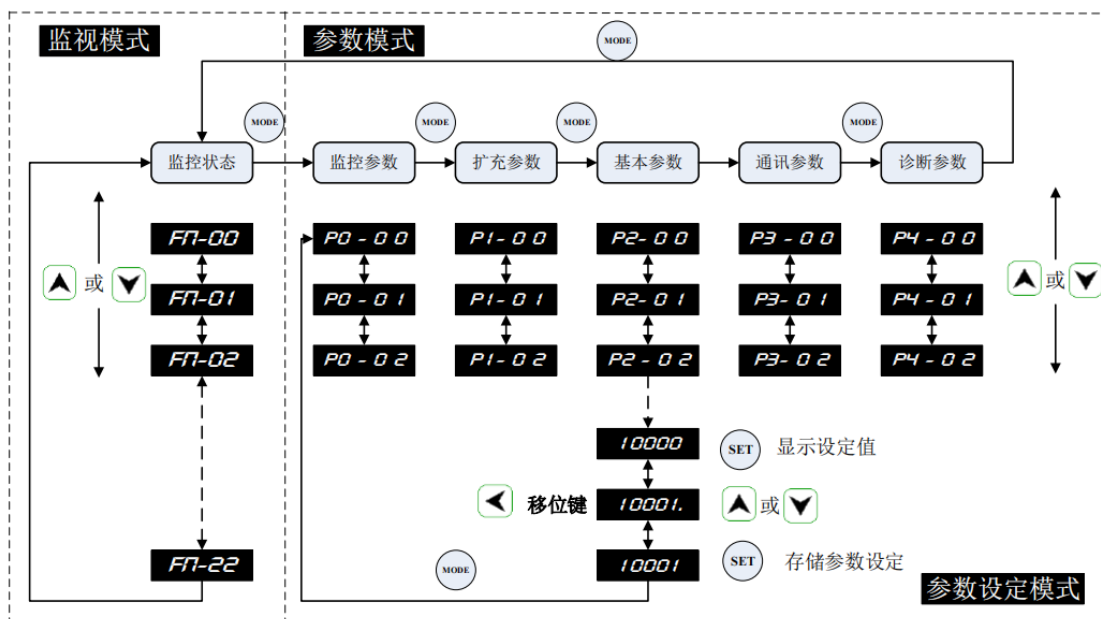 监视模式
参数模式
MODE
MODE
MODE
MODE
MODE
监控状态
监控参数
扩充参数
基本参数
通讯参数
诊断参数
FП-00
P0-00
P1-00
P2-00
P3-00
P4-00
或
FП-01
P0-01
P1-01
P2-01
P3-01
P4-01
或
FП-02
P0-02
P1-02
P2-02
P3-02
P4-02
10000
SET
显示设定值
移位键
10001.
或
FП-22
MODE
10001
SET
存储参数设定
参数设定模式